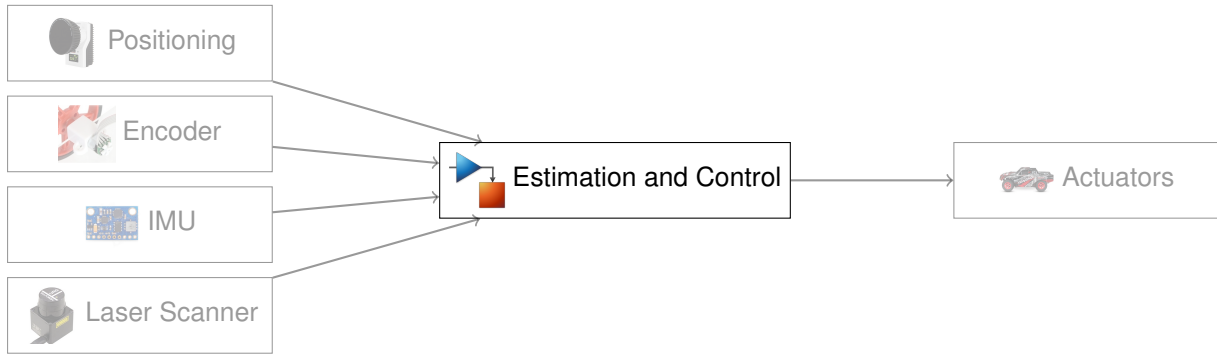 Positioning
Encoder
IMU
Laser Scanner
Estimation and Control
Actuators